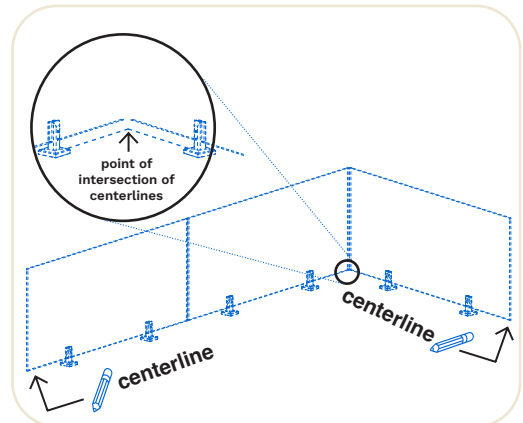 point of
intersection of
centerlines
centerline
centerline